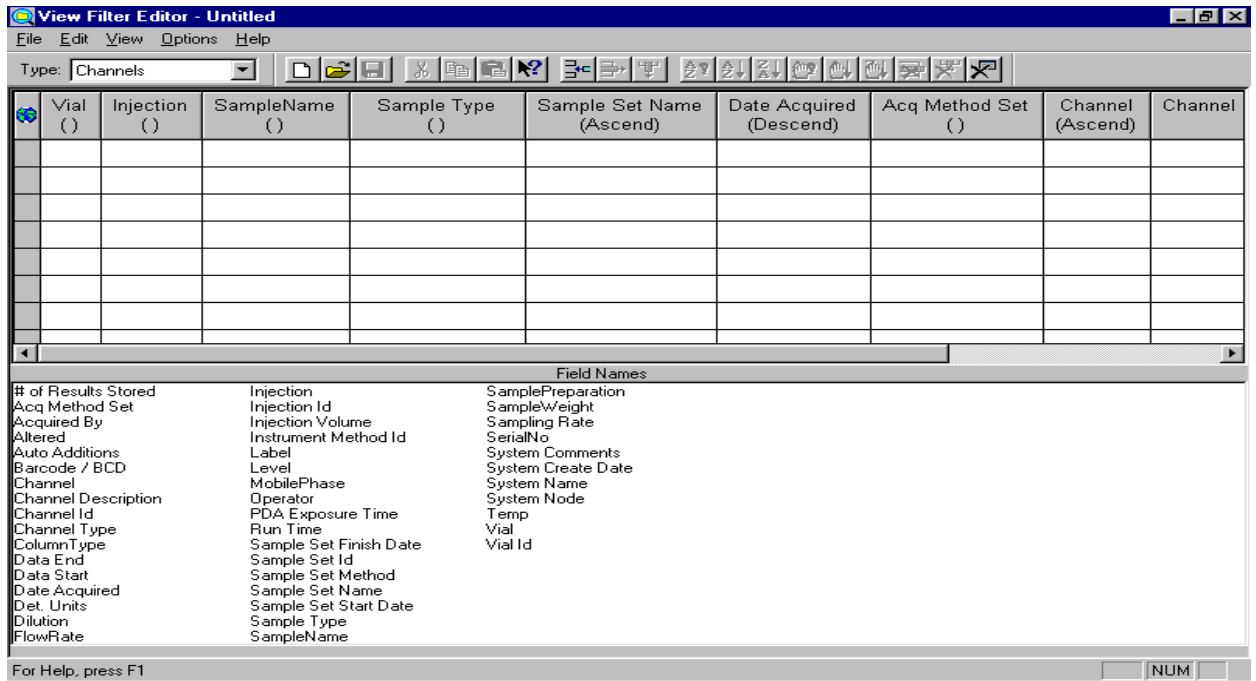 View Filter Editor - Untitled
File Edit View Options Help
Type: Channels
Vial Injection SampleName Sample Type Sample Set Name Date Acquired Acq Method Set Channel Channel
( ) ( ) ( ) ( ) (Ascend) (Descend) ( ) (Ascend)
Field Names
# of Results Stored Injection SamplePreparation
Acq Method Set Injection Id SampleWeight
Acquired By Injection Volume Sampling Rate
Altered Instrument Method Id SerialNo
Auto Additions Label System Comments
Barcode / BCD Level System Create Date
Channel MobilePhase System Name
Channel Description Operator System Node
Channel Id PDA Exposure Time Temp
Channel Type Run Time Vial
ColumnType Sample Set Finish Date Vial Id
Data End Sample Set Id
Data Start Sample Set Method
Date Acquired Sample Set Name
Det. Units Sample Set Start Date
Dilution Sample Type
FlowRate SampleName
For Help, press F1 NUM